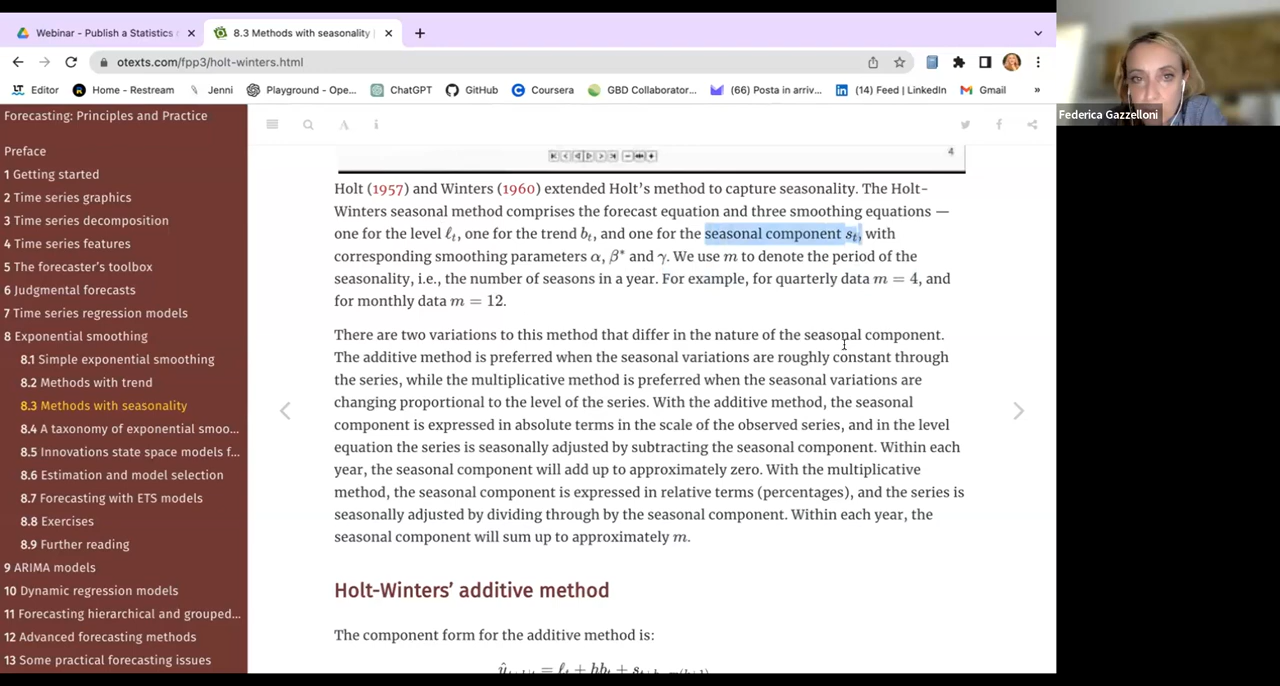 Webinar - Publish a Statistics
8.3 Methods with seasonality
otexts.com/fpp3/holt-winters.html
Editor
Home - Restream
Jenni
Playground - Ope...
ChatGPT
GitHub
Coursera
GBD Collaborator...
(66) Posta in arriv...
(14) Feed | LinkedIn
Gmail
»
Federica Gazzelloni
Forecasting: Principles and Practice
Preface
1 Getting started
2 Time series graphics
3 Time series decomposition
4 Time series features
5 The forecaster's toolbox
6 Judgmental forecasts
7 Time series regression models
8 Exponential smoothing
8.1 Simple exponential smoothing
8.2 Methods with trend
8.3 Methods with seasonality
8.4 A taxonomy of exponential smoo...
8.5 Innovations state space models f...
8.6 Estimation and model selection
8.7 Forecasting with ETS models
8.8 Exercises
8.9 Further reading
9 ARIMA models
10 Dynamic regression models
11 Forecasting hierarchical and grouped...
12 Advanced forecasting methods
13 Some practical forecasting issues
4
Holt (1957) and Winters (1960) extended Holt's method to capture seasonality. The Holt-
Winters seasonal method comprises the forecast equation and three smoothing equations —
one for the level ℓt, one for the trend bt, and one for the seasonal component st, with
corresponding smoothing parameters α, β* and γ. We use m to denote the period of the
seasonality, i.e., the number of seasons in a year. For example, for quarterly data m = 4, and
for monthly data m = 12.
There are two variations to this method that differ in the nature of the seasonal component.
The additive method is preferred when the seasonal variations are roughly constant through
the series, while the multiplicative method is preferred when the seasonal variations are
changing proportional to the level of the series. With the additive method, the seasonal
component is expressed in absolute terms in the scale of the observed series, and in the level
equation the series is seasonally adjusted by subtracting the seasonal component. Within each
year, the seasonal component will add up to approximately zero. With the multiplicative
method, the seasonal component is expressed in relative terms (percentages), and the series is
seasonally adjusted by dividing through by the seasonal component. Within each year, the
seasonal component will sum up to approximately m.
Holt-Winters' additive method
The component form for the additive method is: